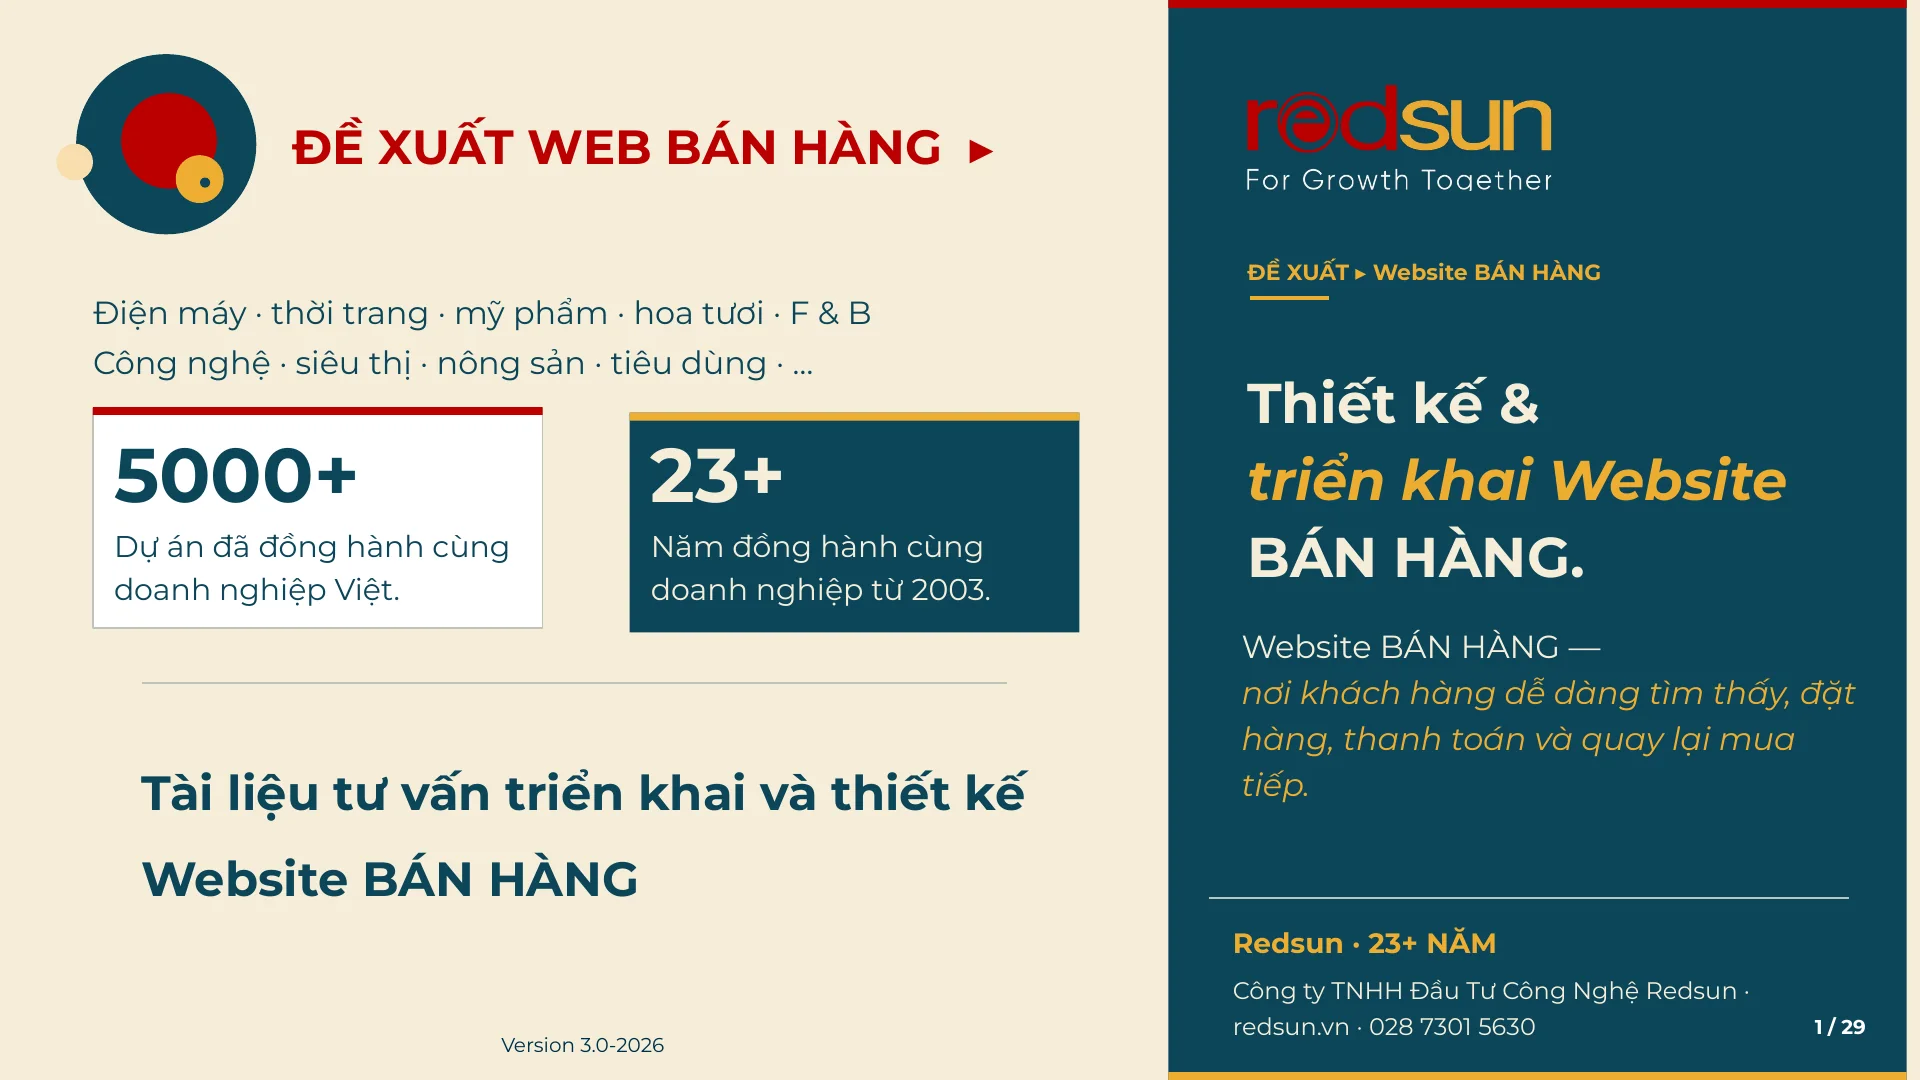 ĐỀ XUẤT WEB BÁN HÀNG ►
Điện máy · thời trang · mỹ phẩm · hoa tươi · F & B
Công nghệ · siêu thị · nông sản · tiêu dùng · ...
5000+
Dự án đã đồng hành cùng
doanh nghiệp Việt.
23+
Năm đồng hành cùng
doanh nghiệp từ 2003.
Tài liệu tư vấn triển khai và thiết kế
Website BÁN HÀNG
Version 3.0-2026
redsun
For Growth Together
ĐỀ XUẤT ▸ Website BÁN HÀNG
Thiết kế &
triển khai Website
BÁN HÀNG.
Website BÁN HÀNG —
nơi khách hàng dễ dàng tìm thấy, đặt
hàng, thanh toán và quay lại mua
tiếp.
Redsun · 23+ NĂM
Công ty TNHH Đầu Tư Công Nghệ Redsun ·
redsun.vn · 028 7301 5630
1 / 29